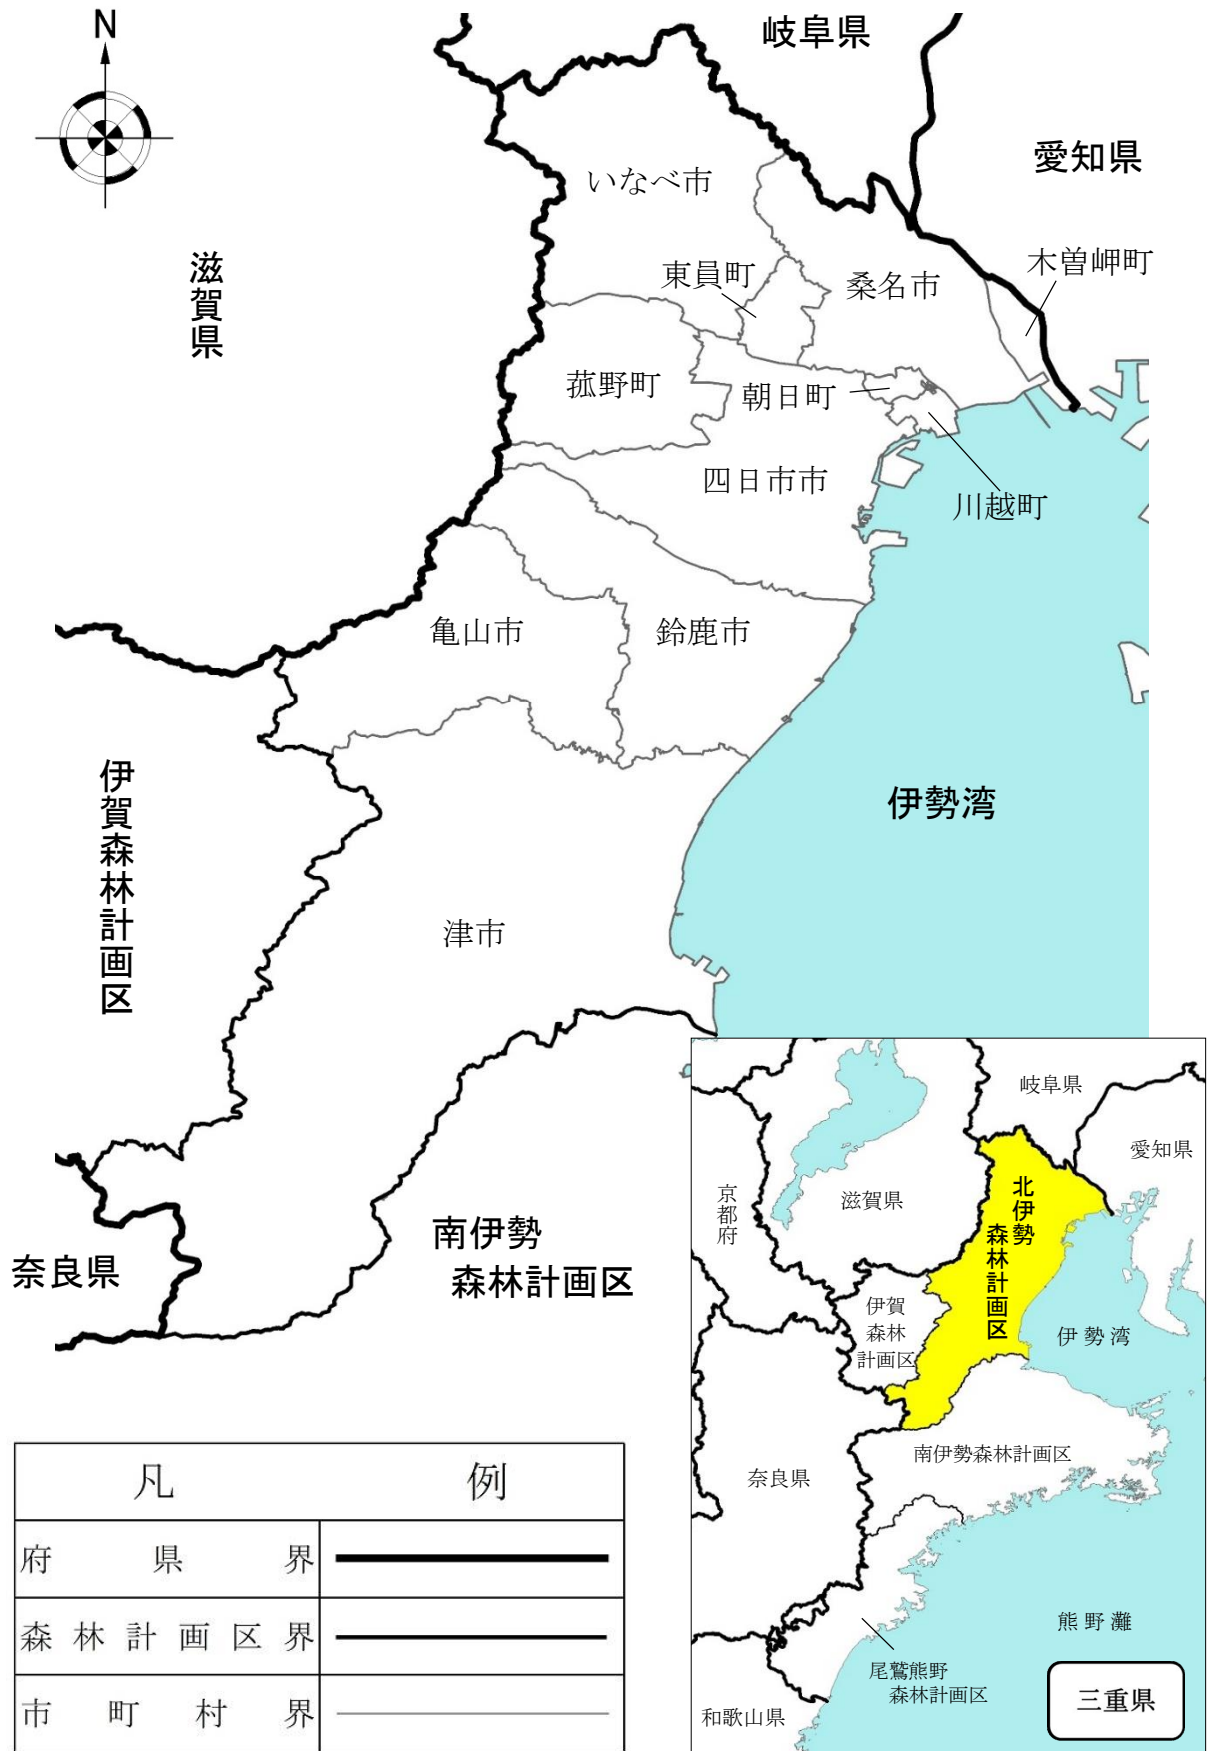 N
岐阜県
愛知県
滋賀県
いなべ市
東員町
桑名市
木曽岬町
菰野町
朝日町
四日市市
川越町
亀山市
鈴鹿市
伊賀森林計画区
伊勢湾
津市
南伊勢
森林計画区
奈良県
岐阜県
愛知県
京都府
滋賀県
北伊勢
森林計画区
伊賀
森林
計画区
伊勢湾
南伊勢森林計画区
奈良県
熊野灘
尾鷲熊野
森林計画区
和歌山県
三重県
凡例
府県界
森林計画区界
市町村界